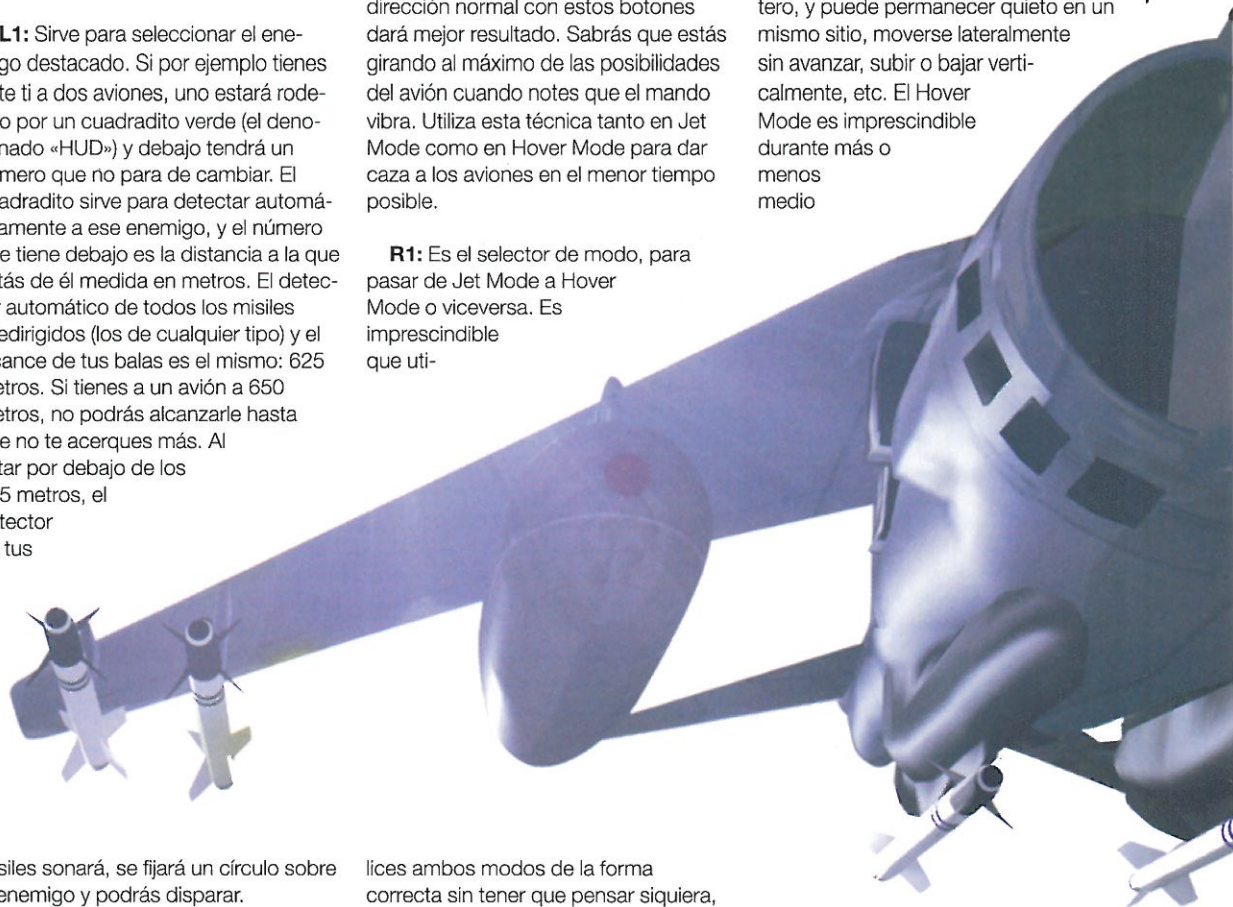 L1: Sirve para seleccionar el ene-
go destacado. Si por ejemplo tienes
te ti a dos aviones, uno estará rode-
o por un cuadradito verde (el deno-
nado «HUD») y debajo tendrá un
mero que no para de cambiar. El
adradito sirve para detectar automá-
amente a ese enemigo, y el número
e tiene debajo es la distancia a la que
tás de él medida en metros. El detec-
r automático de todos los misiles
edirigidos (los de cualquier tipo) y el
cance de tus balas es el mismo: 625
etros. Si tienes a un avión a 650
etros, no podrás alcanzarle hasta
e no te acerques más. Al
tar por debajo de los
5 metros, el
tector
tus
siles sonará, se fijará un círculo sobre
enemigo y podrás disparar.
dirección normal con estos botones
dará mejor resultado. Sabrás que estás
girando al máximo de las posibilidades
del avión cuando notes que el mando
vibra. Utiliza esta técnica tanto en Jet
Mode como en Hover Mode para dar
caza a los aviones en el menor tiempo
posible.
R1: Es el selector de modo, para
pasar de Jet Mode a Hover
Mode o viceversa. Es
imprescindible
que uti-
lices ambos modos de la forma
correcta sin tener que pensar siquiera,
tero, y puede permanecer quieto en un
mismo sitio, moverse lateralmente
sin avanzar, subir o bajar verti-
calmente, etc. El Hover
Mode es imprescindible
durante más o
menos
medio